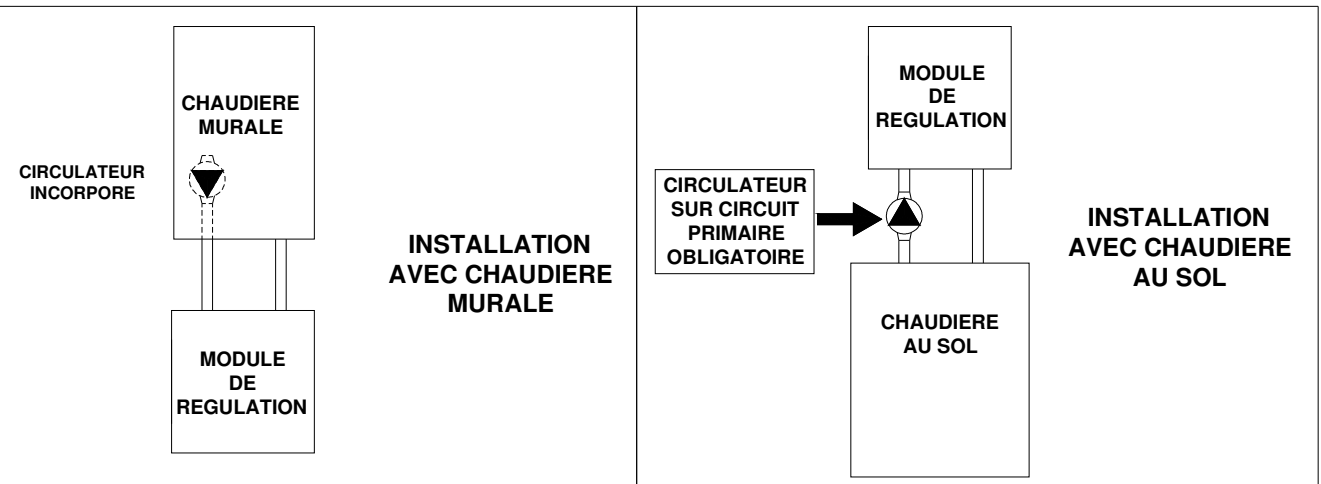 CHAUDIERE
MURALE
CIRCULATEUR
INCORPORE
INSTALLATION
AVEC CHAUDIERE
MURALE
MODULE
DE
REGULATION
MODULE
DE
REGULATION
CIRCULATEUR
SUR CIRCUIT
PRIMAIRE
OBLIGATOIRE
INSTALLATION
AVEC CHAUDIERE
AU SOL
CHAUDIERE
AU SOL